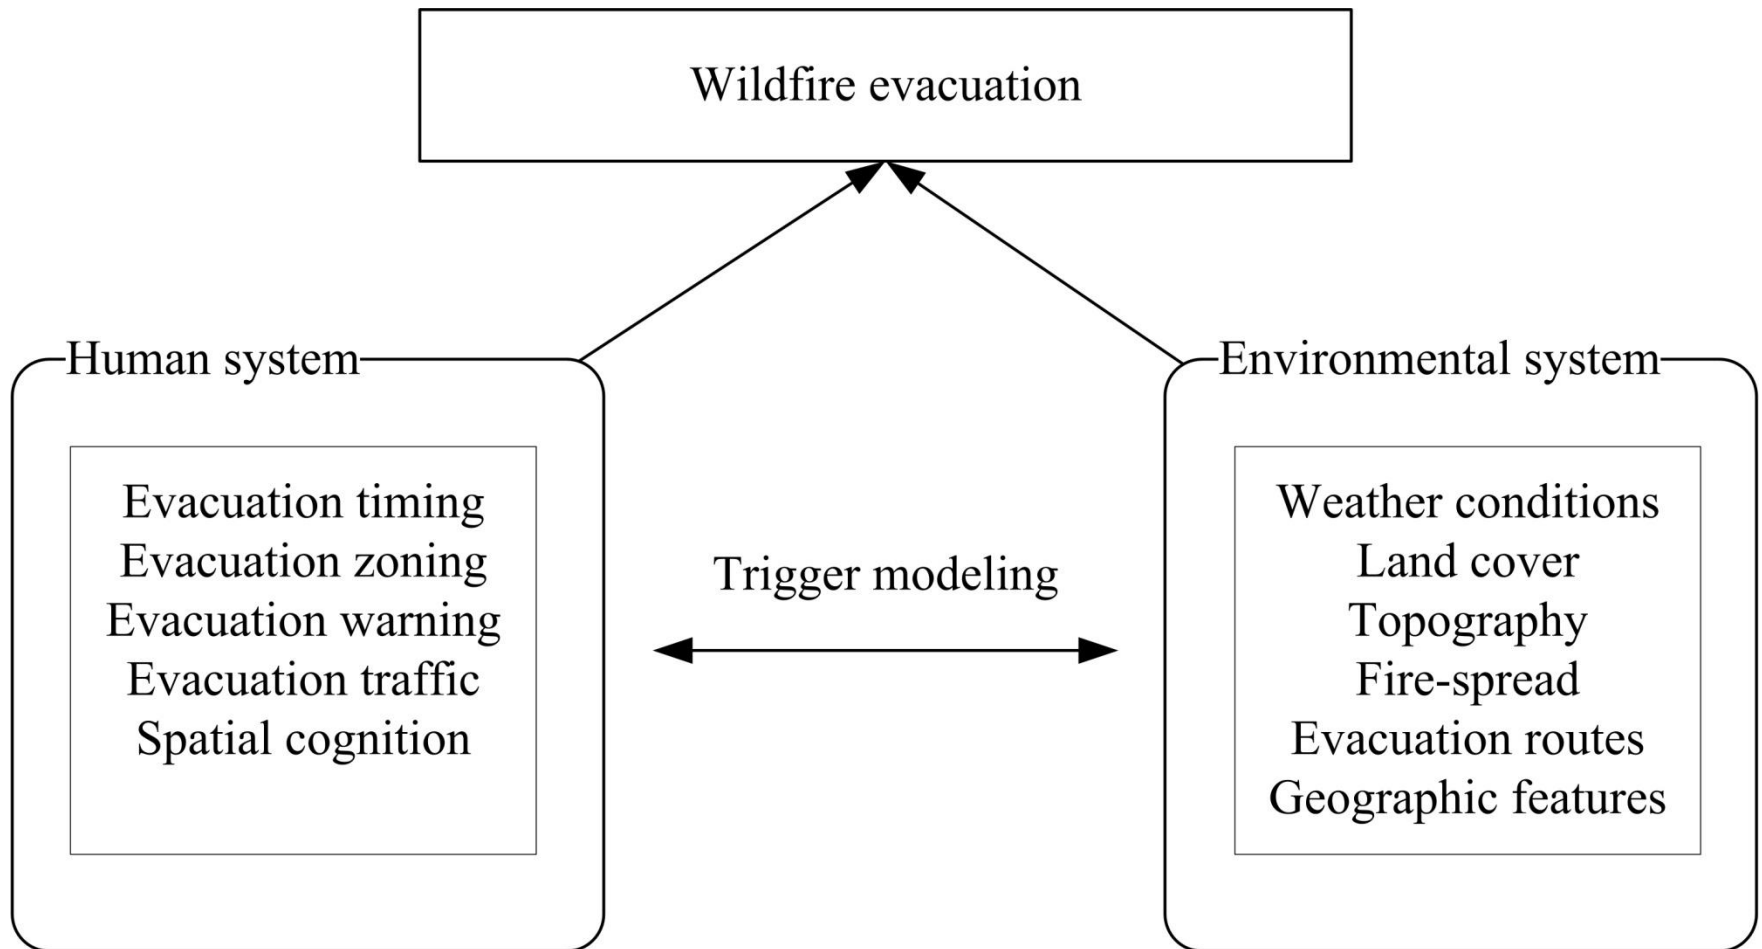 Wildfire evacuation
Human system
Evacuation timing
Evacuation zoning
Evacuation warning
Evacuation traffic
Spatial cognition
Trigger modeling
Environmental system
Weather conditions
Land cover
Topography
Fire-spread
Evacuation routes
Geographic features